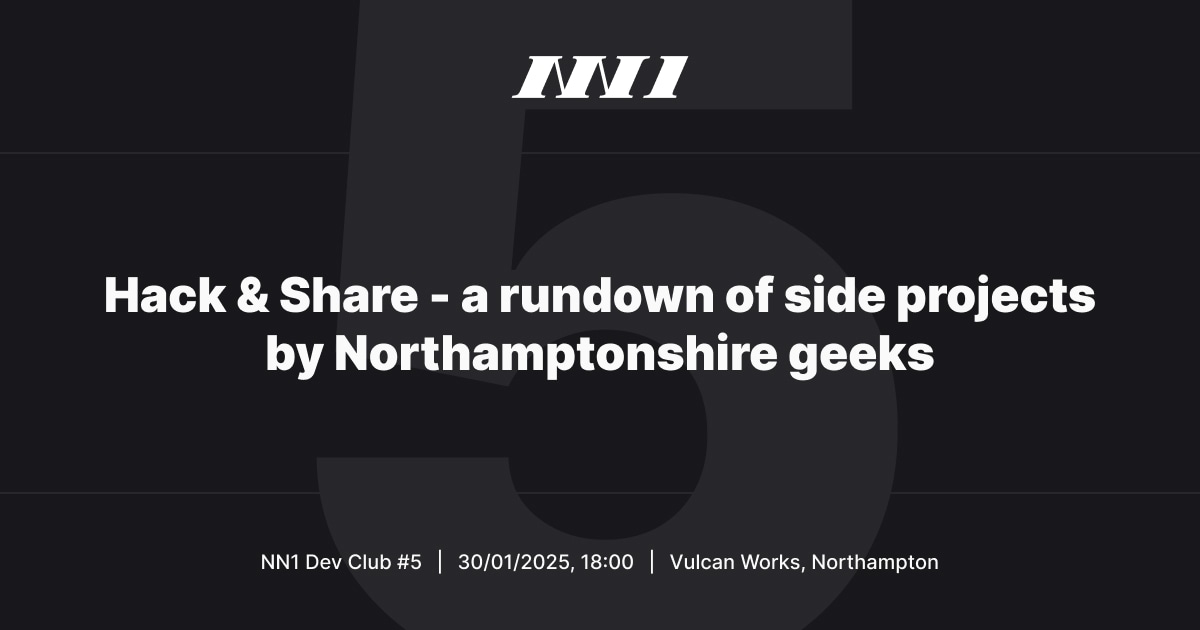 NN1
5
Hack & Share - a rundown of side projects
by Northamptonshire geeks
NN1 Dev Club #5 | 30/01/2025, 18:00 | Vulcan Works, Northampton